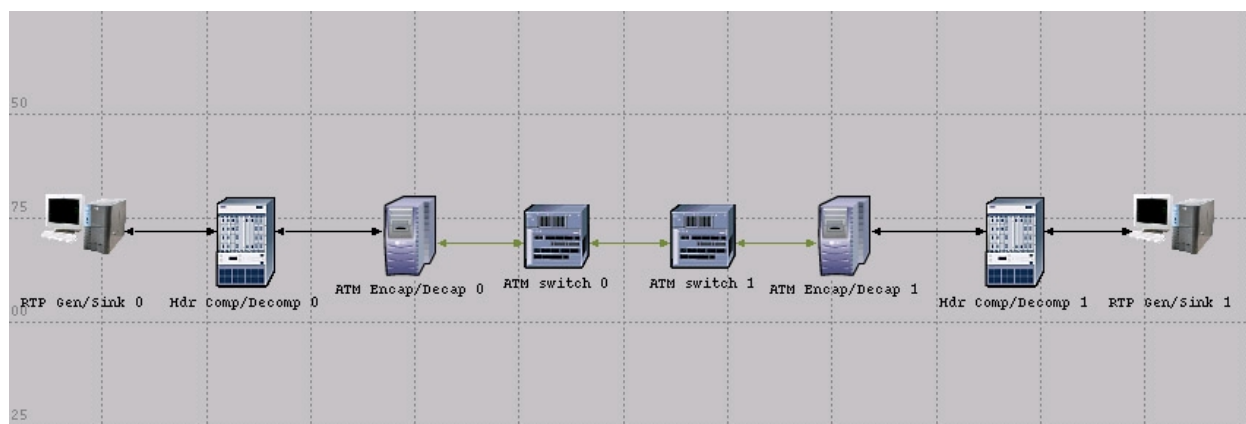 50
75
RTP Gen/Sink 0
Hdr Comp/Decomp 0
ATM Encap/Decap 0
ATM switch 0
ATM switch 1
ATM Encap/Decap 1
Hdr Comp/Decomp 1
RTP Gen/Sink 1
00
25